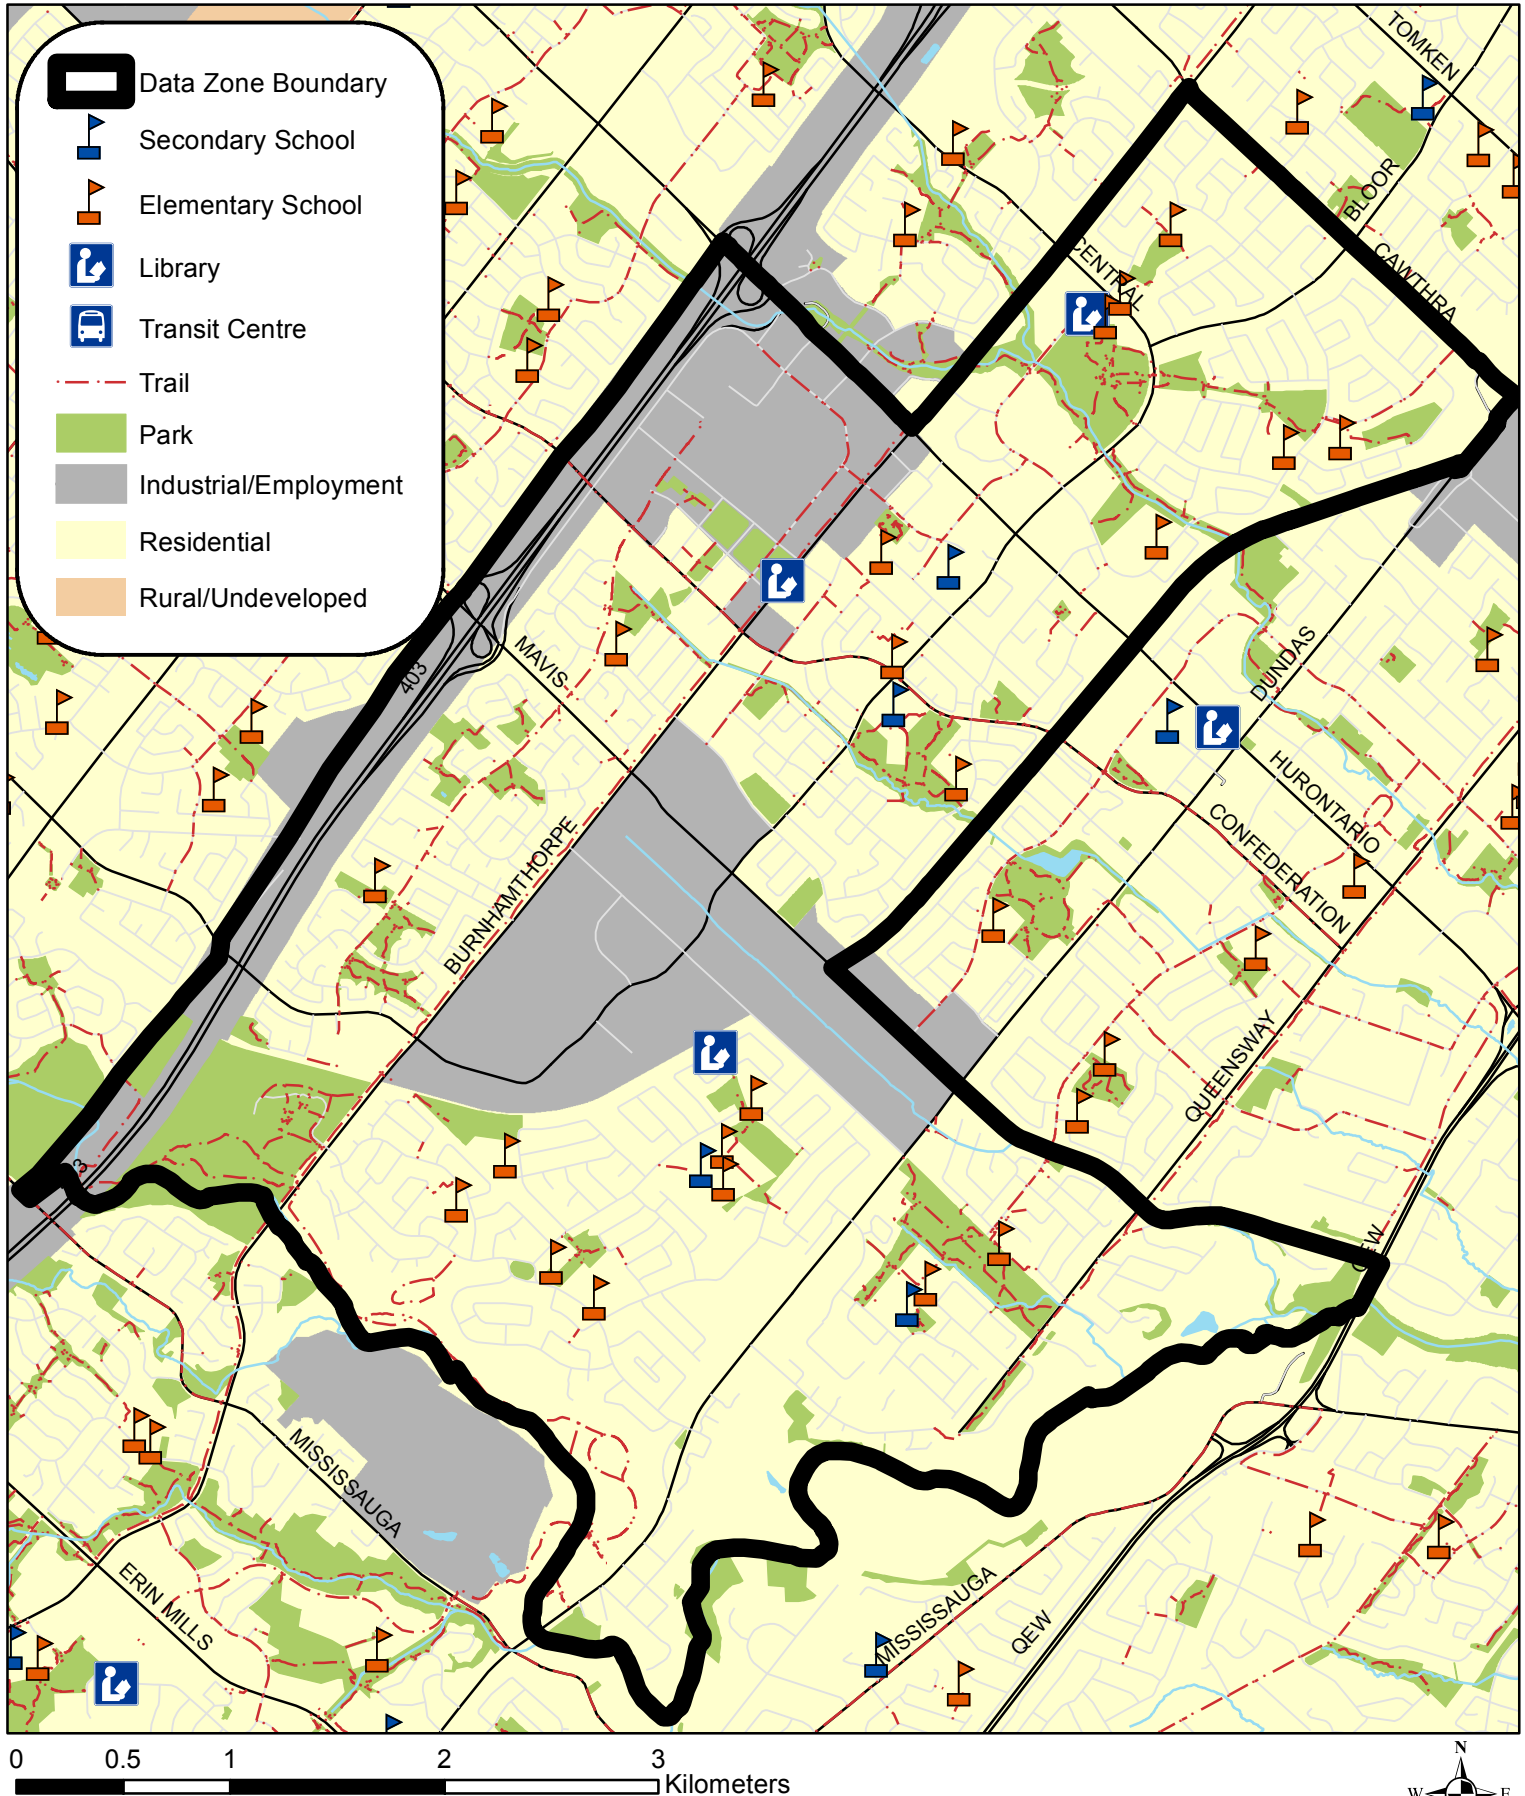 Data Zone Boundary
Secondary School
Elementary School
Library
Transit Centre
Trail
Park
Industrial/Employment
Residential
Rural/Undeveloped
TOMKEN
BLOOR
CENTRAL
CAWTHRA
MAVIS
403
DUNDAS
HURONTARIO
CONFEDERATION
BURNHAMTHORPE
QUEENSWAY
3
QEW
MISSISSAUGA
ERIN MILLS
MISSISSAUGA
QEW
0 0.5 1 2 3
Kilometers
N
W E